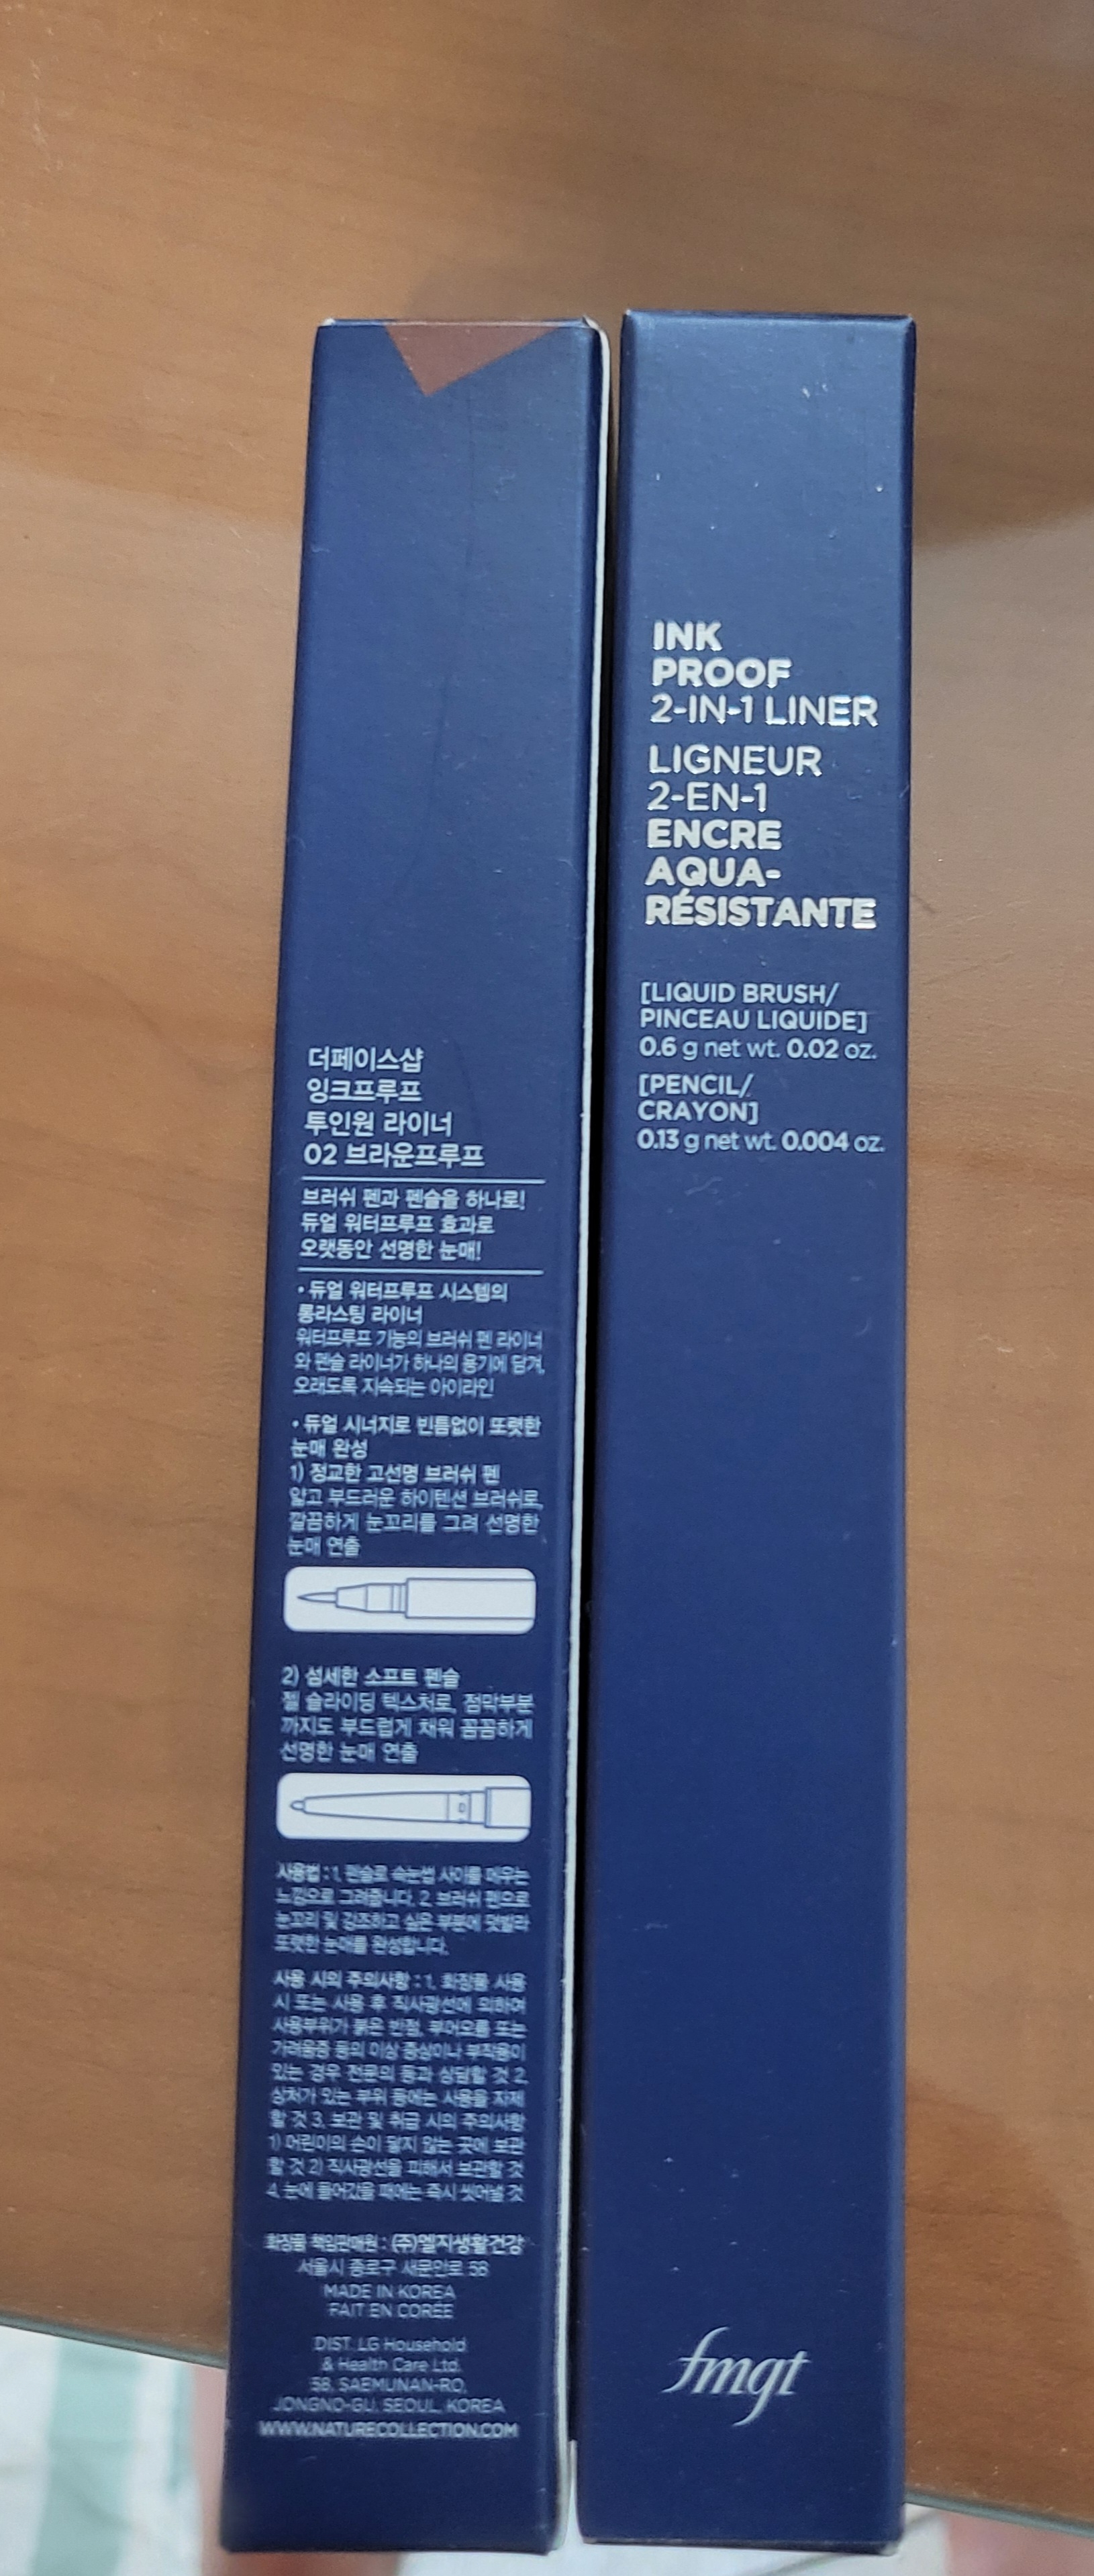 더페이스샵
잉크프루프
투인원 라이너
02 브라운프루프
브러쉬 펜과 펜슬을 하나로!
듀얼 워터프루프 효과로
오랫동안 선명한 눈매!
• 듀얼 워터프루프 시스템의
롱라스팅 라이너
워터프루프 기능의 브러쉬 펜 라이너
와 펜슬 라이너가 하나의 용기에 담겨,
오래도록 지속되는 아이라인
• 듀얼 시너지로 빈틈없이 또렷한
눈매 완성
1) 정교한 고선명 브러쉬 펜
얇고 부드러운 하이텐션 브러쉬로,
깔끔하게 눈꼬리를 그려 선명한
눈매 연출
2) 섬세한 소프트 펜슬
젤 슬라이딩 텍스처로, 점막부분
까지도 부드럽게 채워 꼼꼼하게
선명한 눈매 연출
사용법 : 1. 펜슬로 속눈썹 사이를 메우는
느낌으로 그려줍니다. 2. 브러쉬 펜으로
눈꼬리 및 강조하고 싶은 부분에 덧발라
또렷한 눈매를 완성합니다.
사용 시의 주의사항 : 1. 화장품 사용
시 또는 사용 후 직사광선에 의하여
사용부위가 붉은 반점, 부어오름 또는
가려움증 등의 이상 증상이나 부작용이
있는 경우 전문의 등과 상담할 것 2.
상처가 있는 부위 등에는 사용을 자제
할 것 3. 보관 및 취급 시의 주의사항
1) 어린이의 손이 닿지 않는 곳에 보관
할 것 2) 직사광선을 피해서 보관할 것
4. 눈에 들어갔을 때에는 즉시 씻어낼 것
화장품 책임판매원 : (주)엘지생활건강
서울시 종로구 새문안로 58
MADE IN KOREA
FAIT EN CORÉE
DIST. LG Household
& Health Care Ltd.
58, SAEMUNAN-RO,
JONGNO-GU, SEOUL, KOREA
WWW.NATURECOLLECTION.COM
INK
PROOF
2-IN-1 LINER
LIGNEUR
2-EN-1
ENCRE
AQUA-
RÉSISTANTE
[LIQUID BRUSH/
PINCEAU LIQUIDE]
0.6 g net wt. 0.02 oz.
[PENCIL/
CRAYON]
0.13 g net wt. 0.004 oz.
fmgt